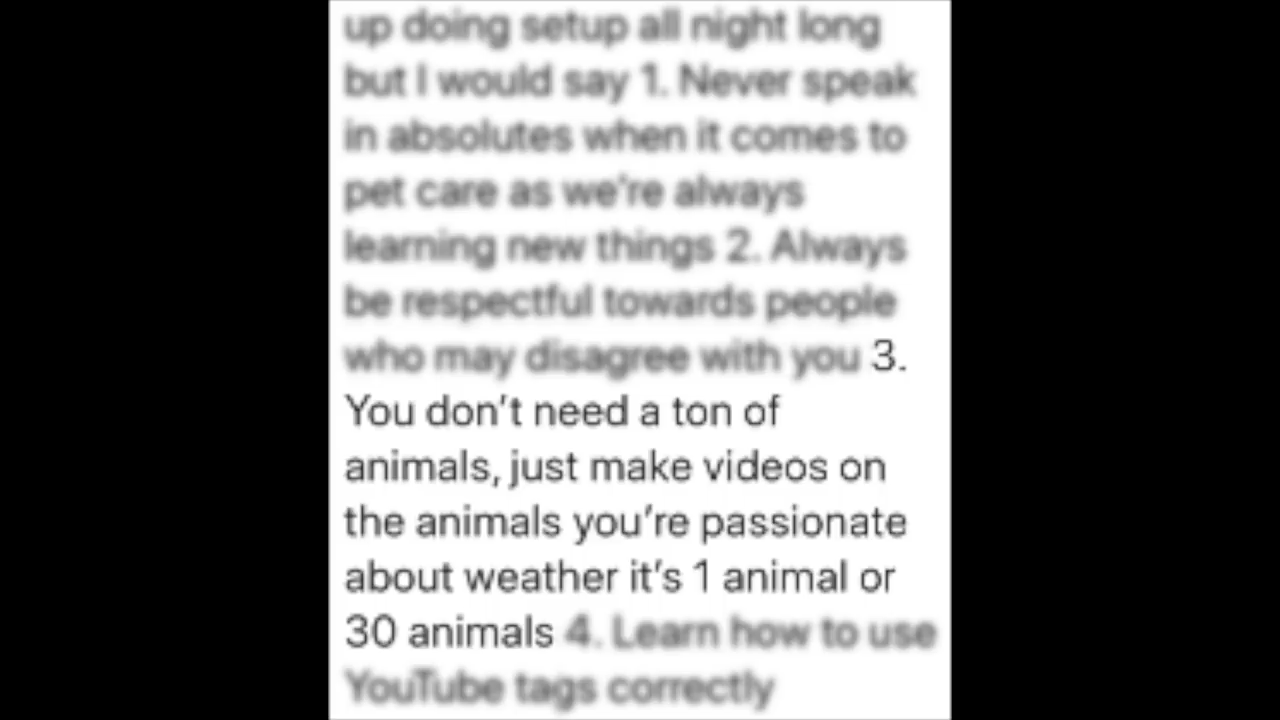 up doing setup all night long
but I would say 1. Never speak
in absolutes when it comes to
pet care as we're always
learning new things 2. Always
be respectful towards people
who may disagree with you 3.
You don't need a ton of
animals, just make videos on
the animals you're passionate
about weather it's 1 animal or
30 animals 4. Learn how to use
YouTube tags correctly